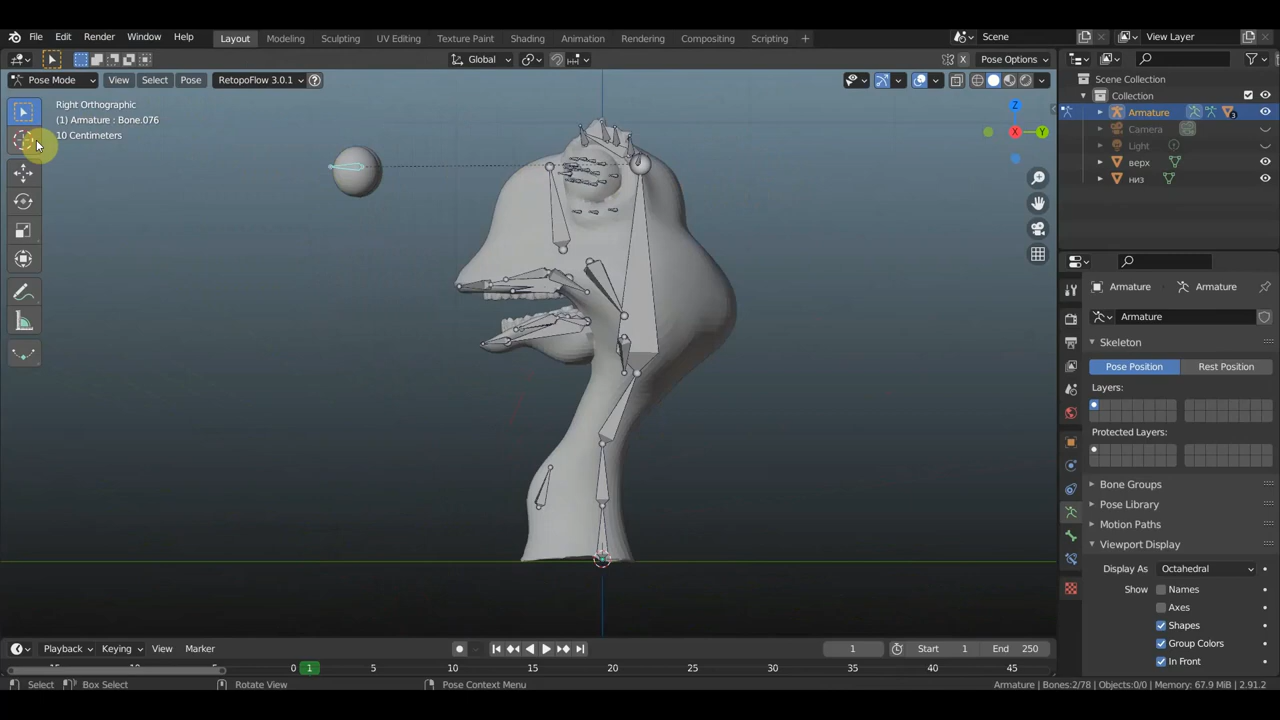 File Edit Render Window Help Layout Modeling Sculpting UV Editing Texture Paint Shading Animation Rendering Compositing Scripting + Scene View Layer
Global Pose Options
Pose Mode View Select Pose RetopoFlow 3.0.1 Scene Collection
Right Orthographic
(1) Armature : Bone.076
10 Centimeters
Collection
Armature
Camera
Light
верх
низ
Armature Armature
Armature
Skeleton
Pose Position Rest Position
Layers:
Protected Layers:
Bone Groups
Pose Library
Motion Paths
Viewport Display
Display As Octahedral
Show Names
Axes
Shapes
Group Colors
In Front
X
Y
Z
Playback Keying View Marker 1 Start 1 End 250
0 1 5 10 15 20 25 30 35 40 45
Select Box Select Rotate View Pose Context Menu Armature | Bones:2/78 | Objects:0/0 | Memory: 67.9 MiB | 2.91.2